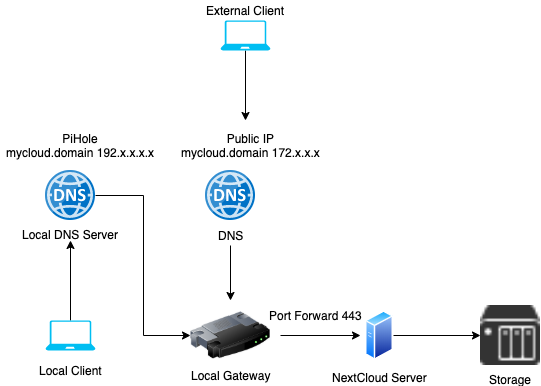 External Client
PiHole
mycloud.domain 192.x.x.x.x
Public IP
mycloud.domain 172.x.x.x
DNS
DNS
Local DNS Server
DNS
Port Forward 443
Local Client
Local Gateway
NextCloud Server
Storage